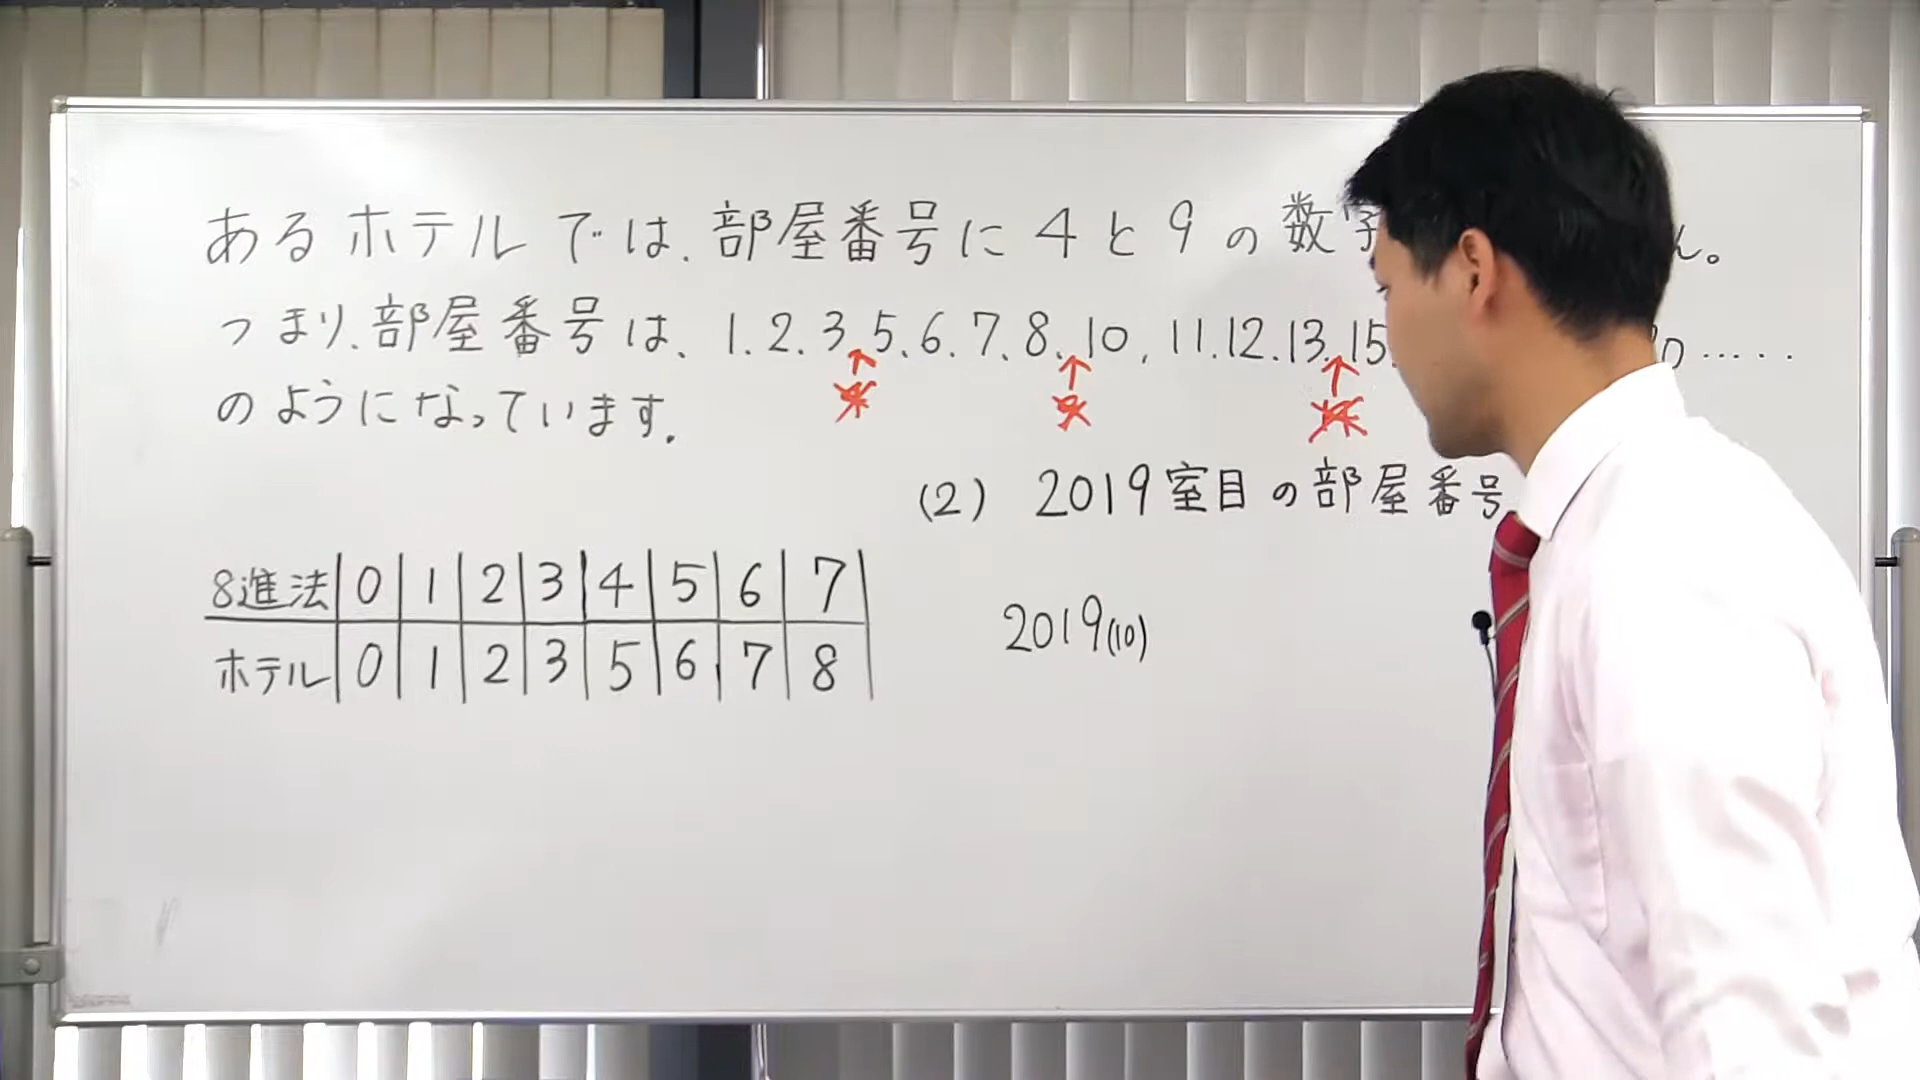 あるホテルでは、部屋番号に4と9の数字 ん。
つまり、部屋番号は、1.2.3、5、6、7、8、10,11.12.13、15 0‥‥‥
のようになっています。
(2) 2019室目の部屋番号
8進法 0 1 2 3 4 5 6 7
ホテル 0 1 2 3 5 6 7 8
2019(10)